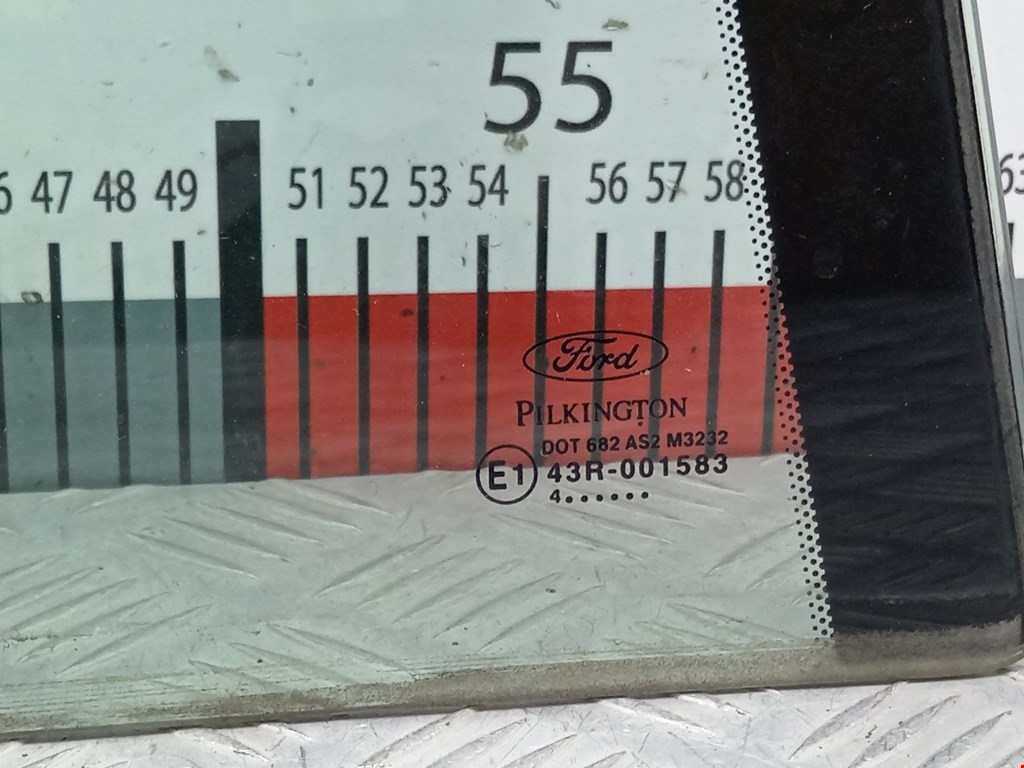 55
47 48 49 51 52 53 54 56 57 58
Ford
PILKINGTON
DOT 682 AS2 M3232
E1 43R-001583
4......